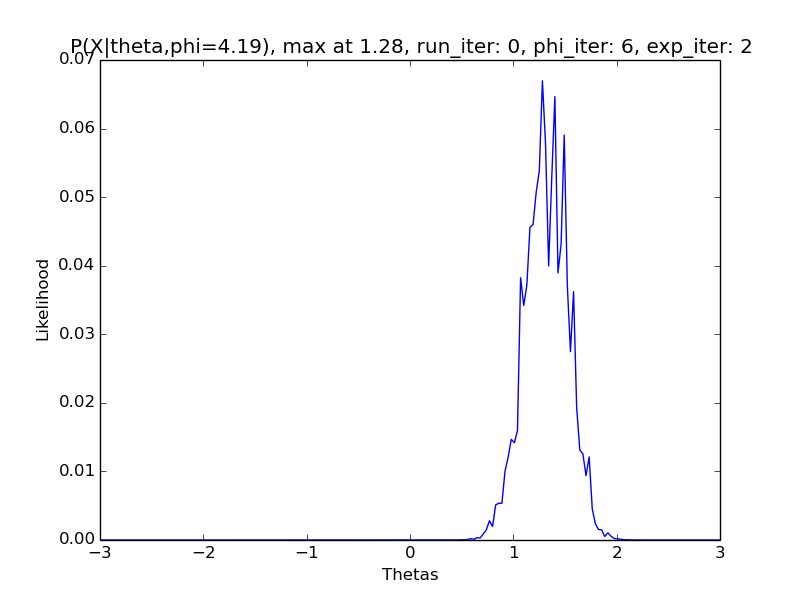 P(X|theta,phi=4.19), max at 1.28, run_iter: 0, phi_iter: 6, exp_iter: 2
0.07
0.06
0.05
0.04
0.03
0.02
0.01
0.00
Likelihood
−3 −2 −1 0 1 2 3
Thetas